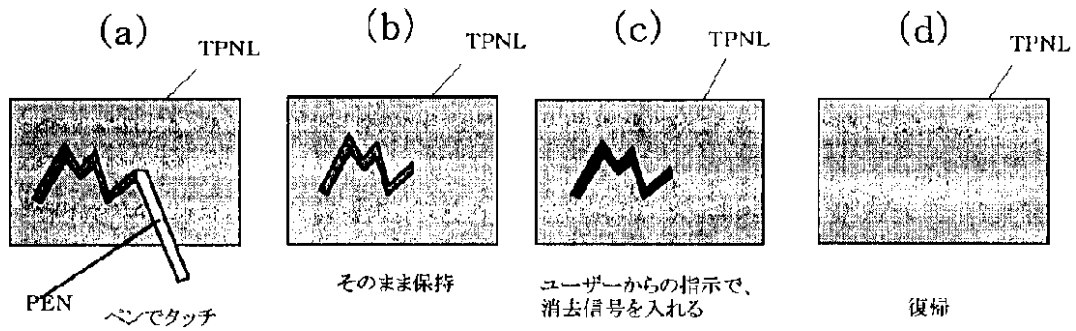 (a)
TPNL
PEN
ペンでタッチ
(b)
TPNL
そのまま保持
(c)
TPNL
ユーザーからの指示で、
消去信号を入れる
(d)
TPNL
復帰